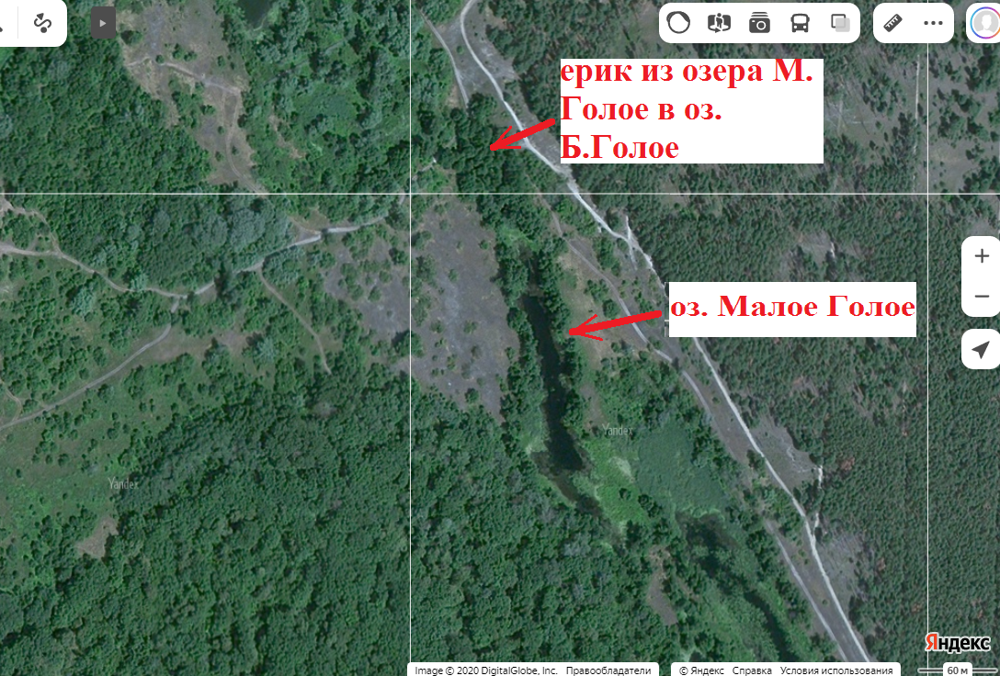 ерик из озера М.
Голое в оз.
Б.Голое
оз. Малое Голое
Yandex
Yandex
Яндекс
Image © 2020 DigitalGlobe, Inc. Правообладатели
© Яндекс Справка Условия использования
60 м